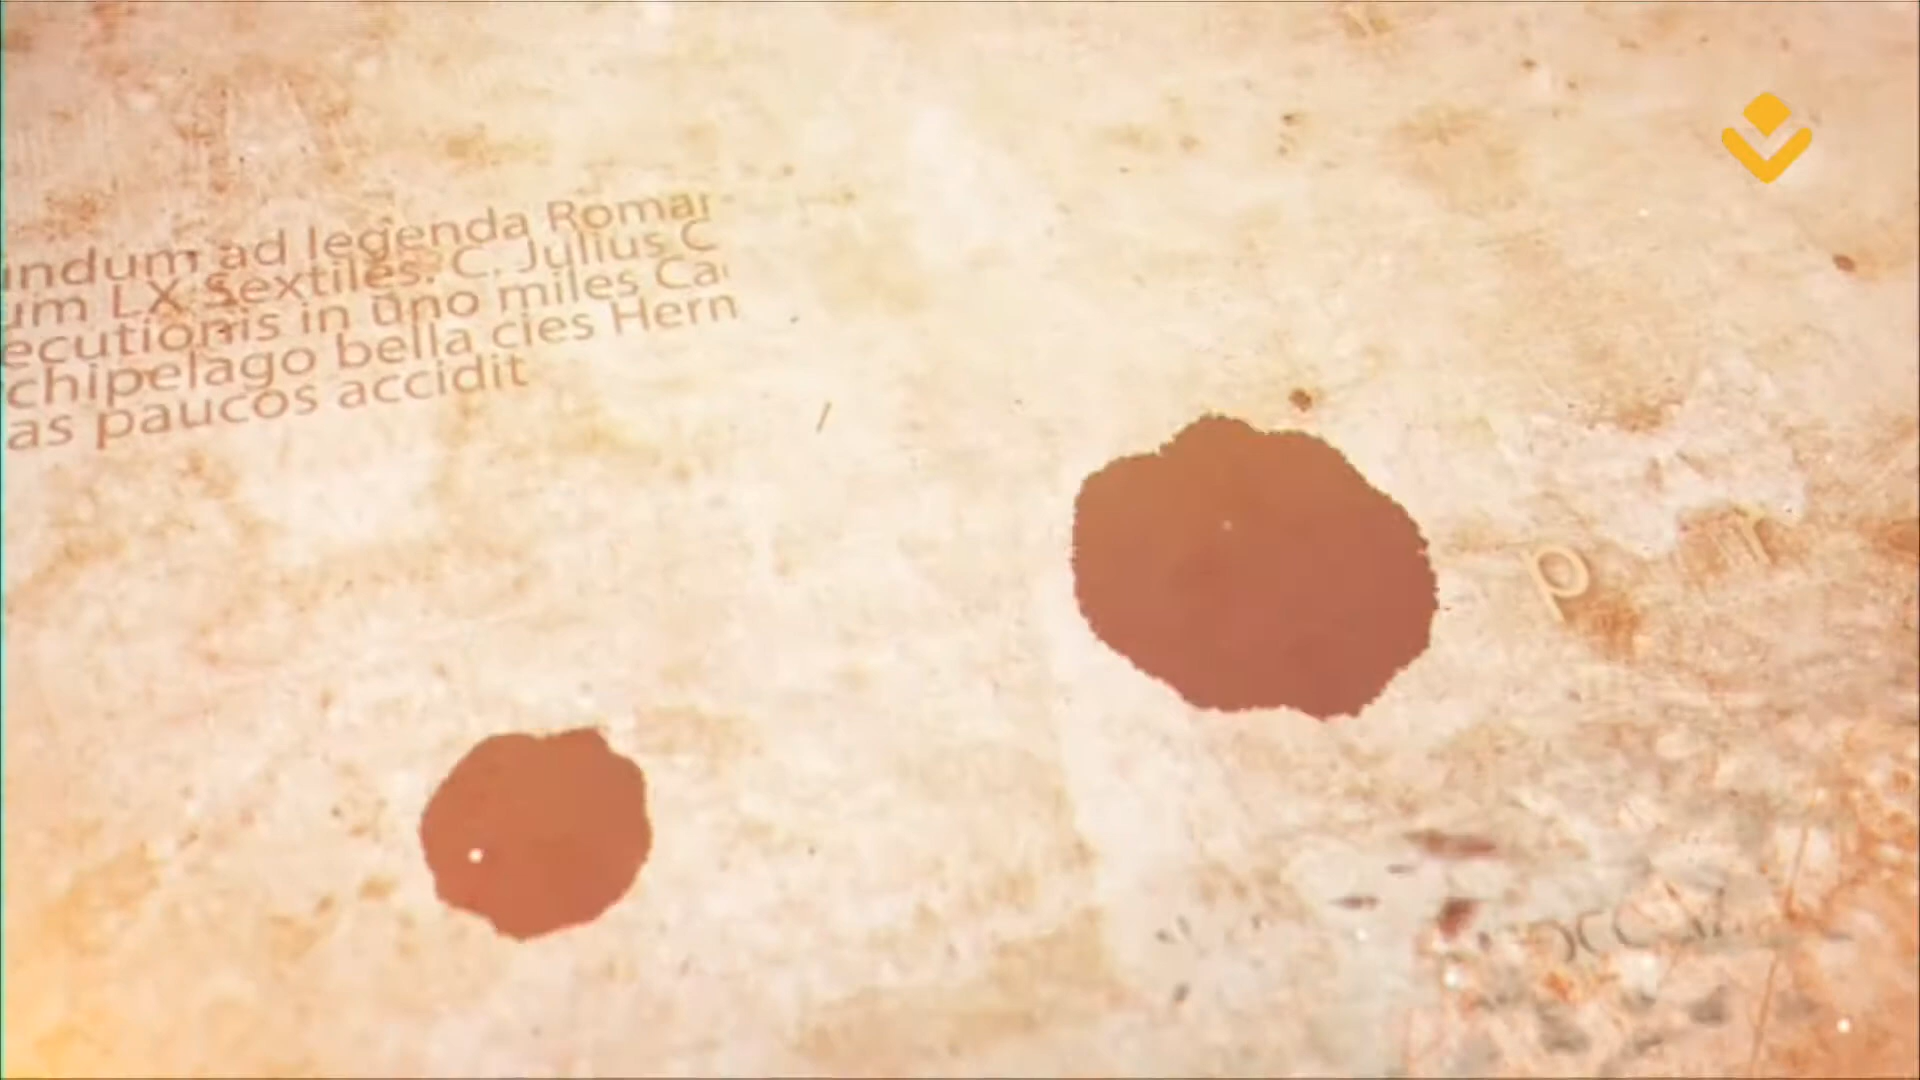 indum ad legenda Romar
um LX Sextiles. C. Julius C
ecutionis in uno miles Ca
chipelago bella cies Hern
as paucos accidit
p r